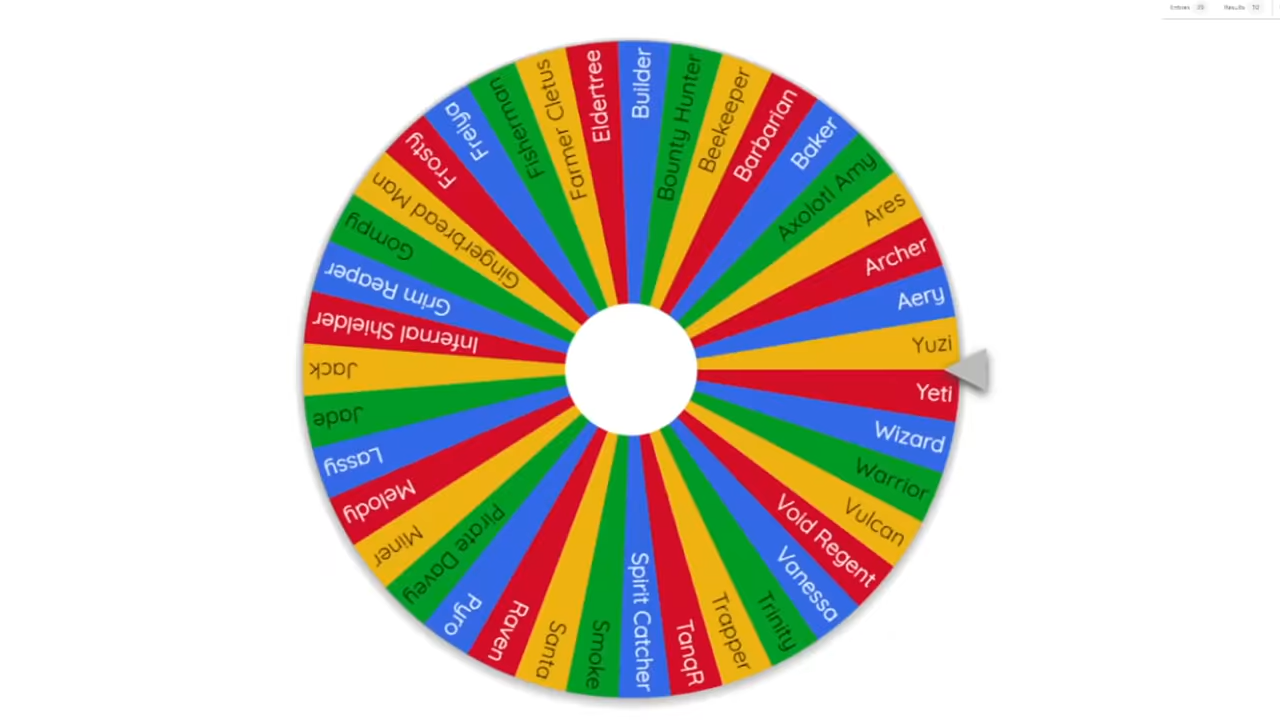 Entries
Results
Builder
Bounty Hunter
Beekeeper
Barbarian
Baker
Axolotl Amy
Ares
Archer
Aery
Yuzi
Yeti
Wizard
Warrior
Vulcan
Void Regent
Vanessa
Trinity
Trapper
TanqR
Spirit Catcher
Smoke
Santa
Raven
Pyro
Pirate Davey
Miner
Melody
Lassy
Jade
Jack
Infernal Shielder
Grim Reaper
Gompy
Gingerbread Man
Frosty
Freiya
Fisherman
Farmer Cletus
Eldertree